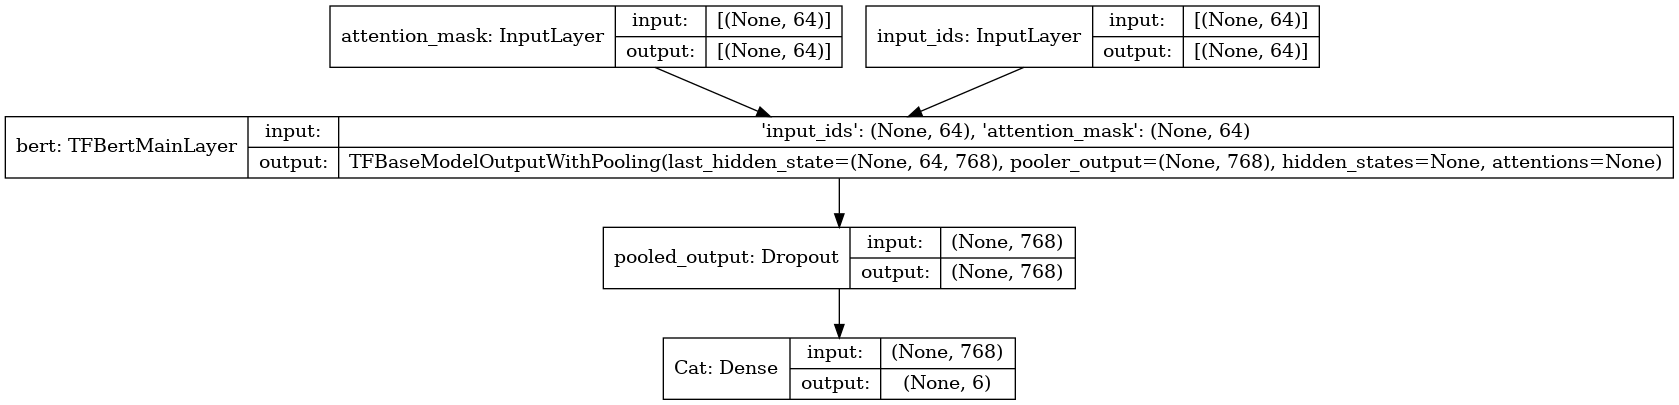 attention_mask: InputLayer input: [(None, 64)]
output: [(None, 64)]
input_ids: InputLayer input: [(None, 64)]
output: [(None, 64)]
bert: TFBertMainLayer input: 'input_ids': (None, 64), 'attention_mask': (None, 64)
output: TFBaseModelOutputWithPooling(last_hidden_state=(None, 64, 768), pooler_output=(None, 768), hidden_states=None, attentions=None)
pooled_output: Dropout input: (None, 768)
output: (None, 768)
Cat: Dense input: (None, 768)
output: (None, 6)